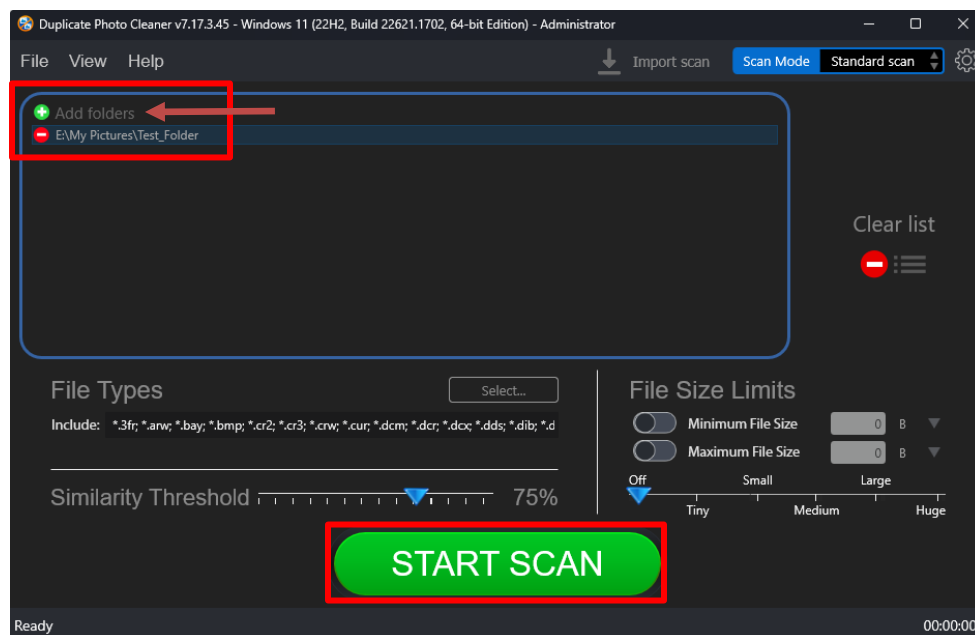 Duplicate Photo Cleaner v7.17.3.45 - Windows 11 (22H2, Build 22621.1702, 64-bit Edition) - Administrator
File View Help Import scan Scan Mode Standard scan
Add folders
E:\My Pictures\Test_Folder
Clear list
File Types Select... File Size Limits
Include: *.3fr; *.arw; *.bay; *.bmp; *.cr2; *.cr3; *.crw; *.cur; *.dcm; *.dcr; *.dcx; *.dds; *.dib; *.d
Minimum File Size 0 B
Maximum File Size 0 B
Similarity Threshold 75%
Off Small Large
Tiny Medium Huge
START SCAN
Ready 00:00:00